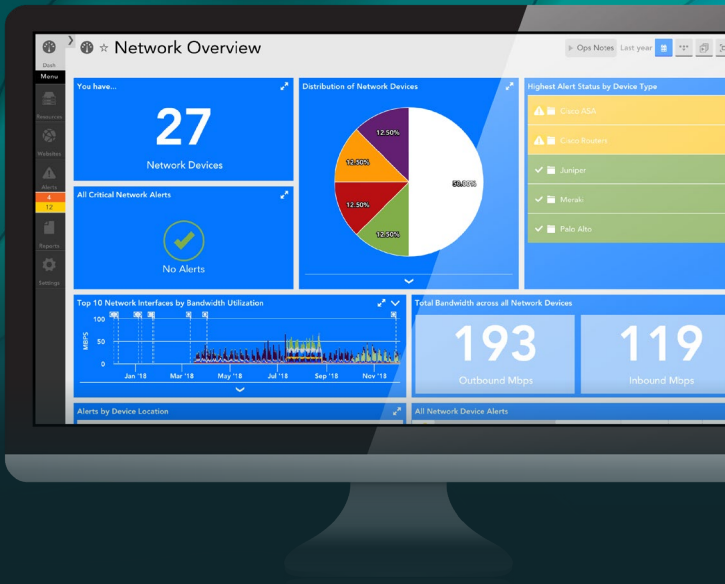 Network Overview
Ops Notes
Last year
Dash
Menu
Resources
Websites
Alerts
4
12
Reports
Settings
You have...
27
Network Devices
All Critical Network Alerts
No Alerts
Distribution of Network Devices
12.50%
12.50%
12.50%
12.50%
50.00%
Highest Alert Status by Device Type
Cisco ASA
Cisco Routers
Juniper
Meraki
Palo Alto
Top 10 Network Interfaces by Bandwidth Utilization
MBPS
100
50
0
Jan '18
Mar '18
May '18
Jul '18
Sep '18
Nov '18
Total Bandwidth across all Network Devices
193
Outbound Mbps
119
Inbound Mbps
Alerts by Device Location
All Network Device Alerts